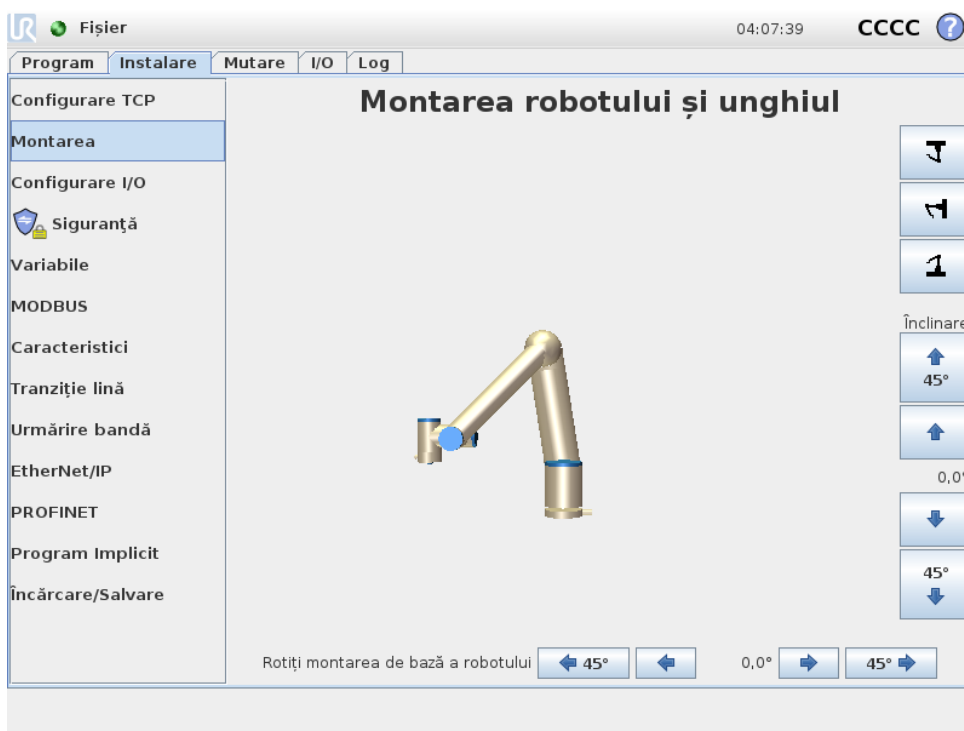 UR Fișier 04:07:39 CCCC ?
Program Instalare Mutare I/O Log
Configurare TCP
Montarea
Configurare I/O
Siguranţă
Variabile
MODBUS
Caracteristici
Tranziție lină
Urmărire bandă
EtherNet/IP
PROFINET
Program Implicit
Încărcare/Salvare
Montarea robotului și unghiul
Înclinare
45°
0,0°
45°
Rotiți montarea de bază a robotului 45° 0,0° 45°